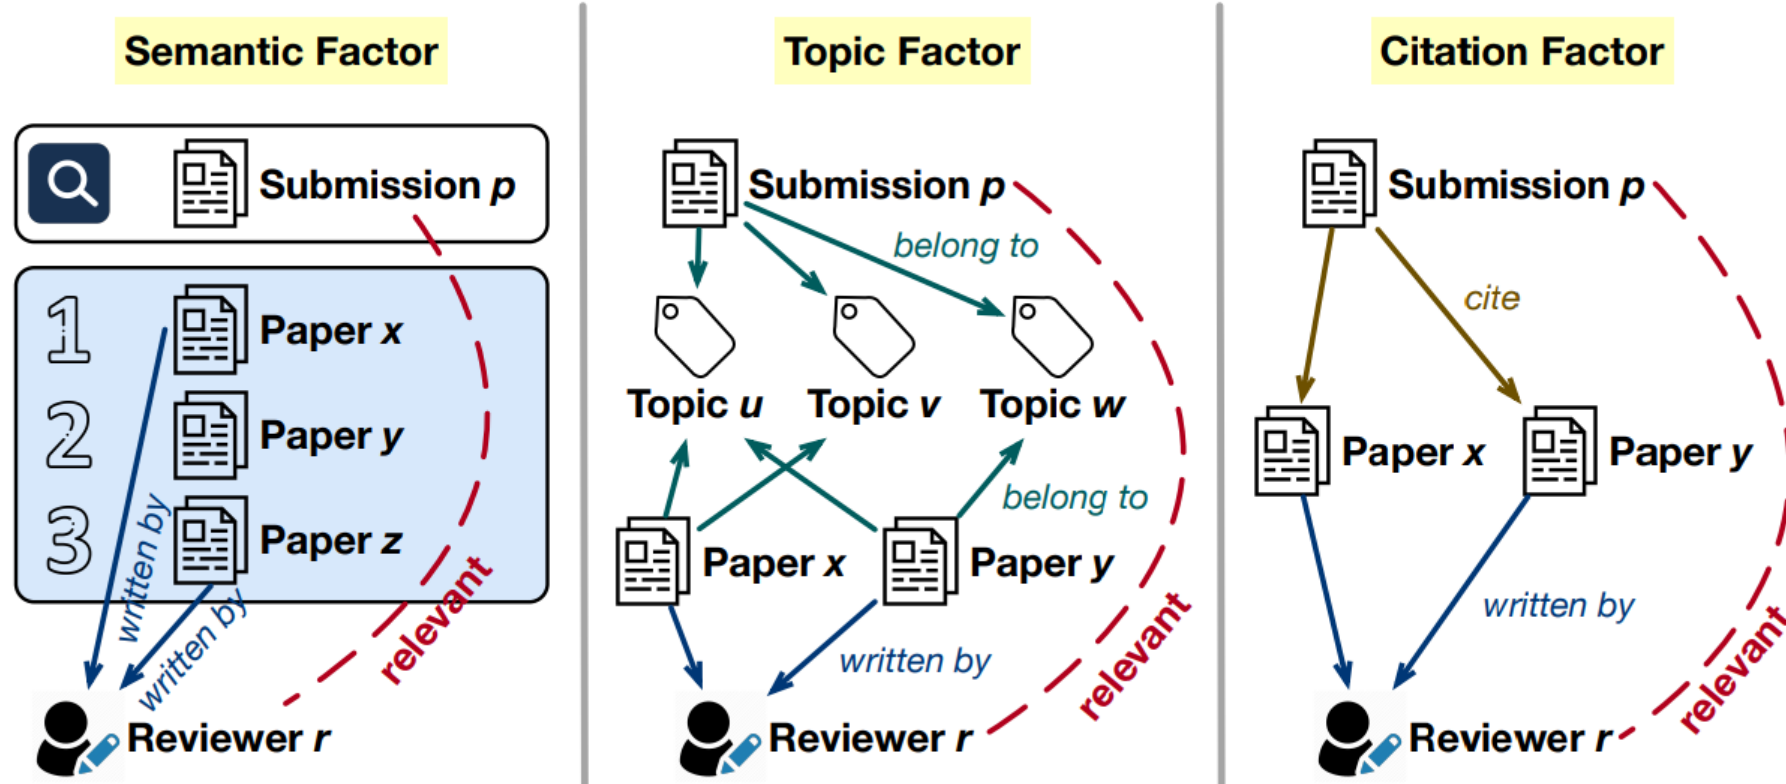 Semantic Factor
Submission p
1
Paper x
2
Paper y
3
Paper z
written by
written by
relevant
Reviewer r
Topic Factor
Submission p
belong to
Topic u
Topic v
Topic w
belong to
Paper x
Paper y
written by
relevant
Reviewer r
Citation Factor
Submission p
cite
Paper x
Paper y
written by
relevant
Reviewer r